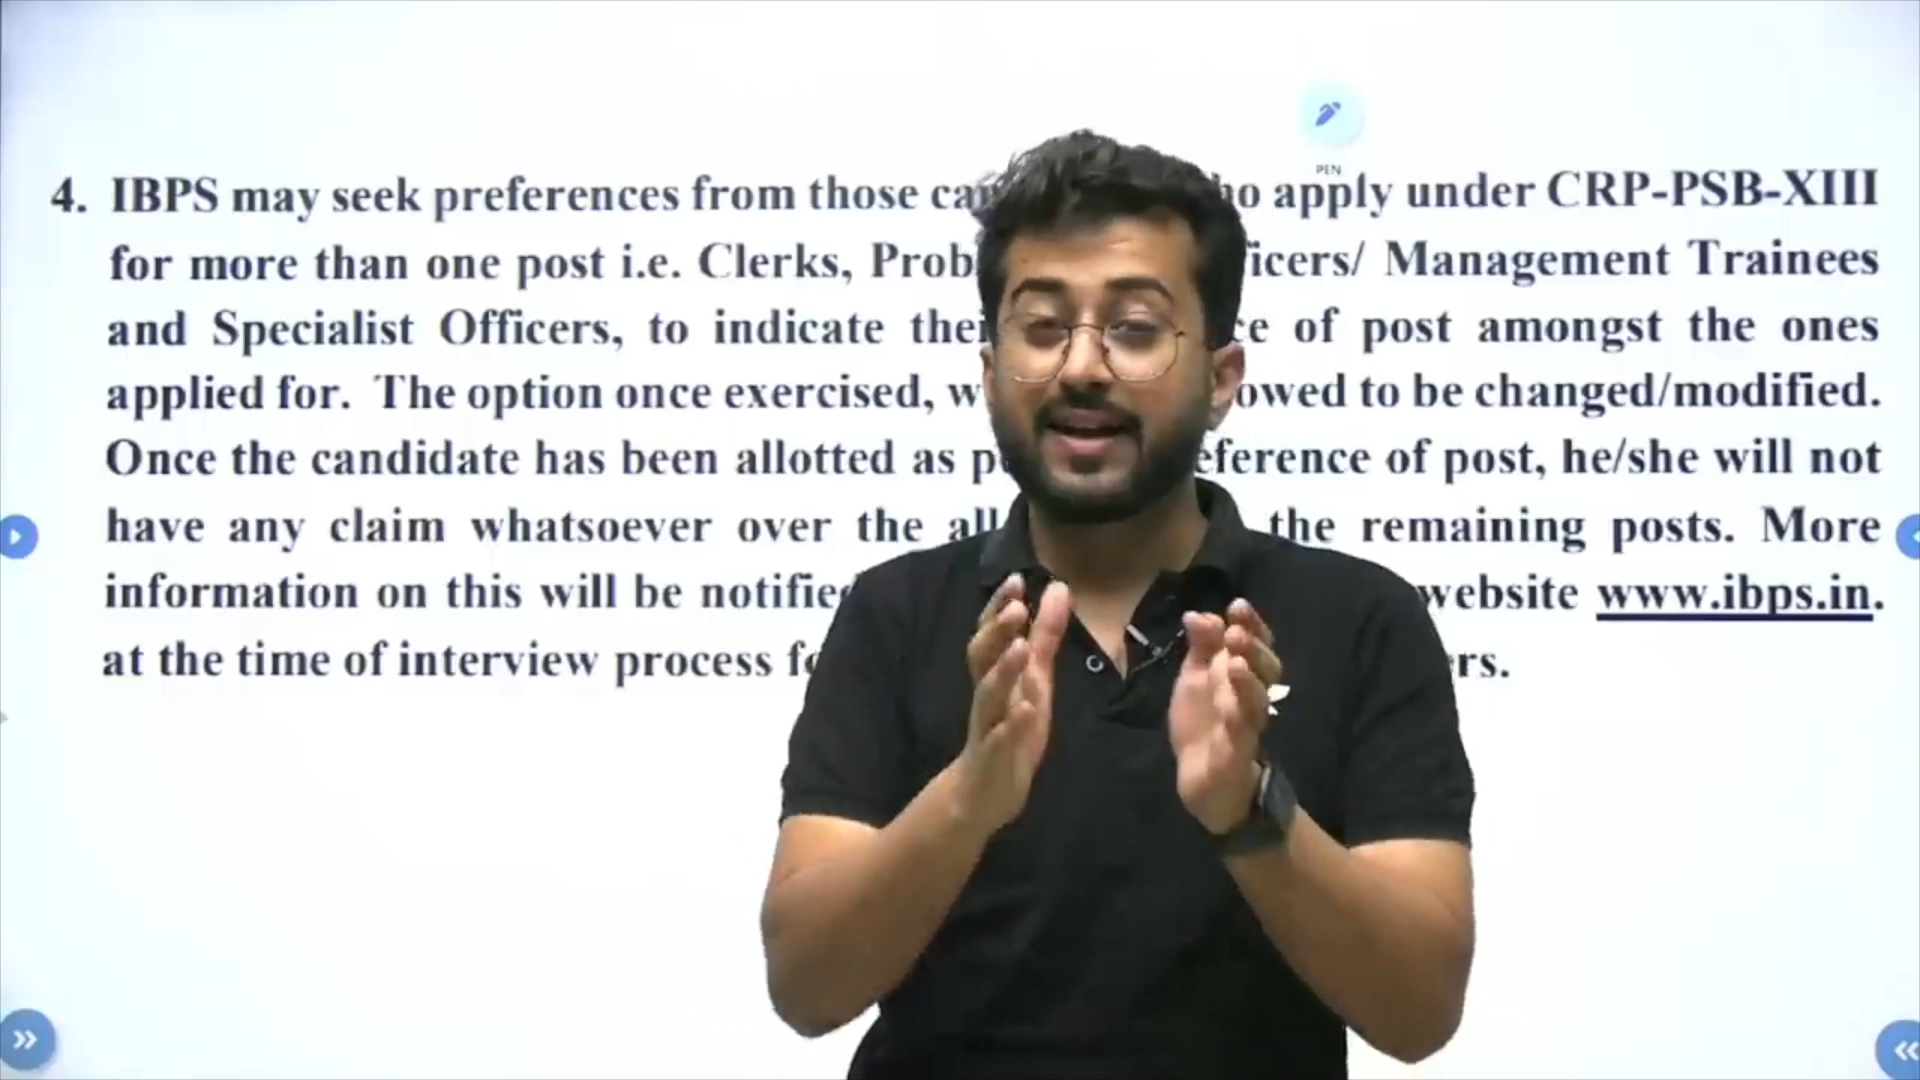 PEN
4. IBPS may seek preferences from those ho apply under CRP-PSB-XIII
for more than one post i.e. Clerks, Prob icers/ Management Trainees
and Specialist Officers, to indicate thei ce of post amongst the ones
applied for. The option once exercised, w owed to be changed/modified.
Once the candidate has been allotted as p eference of post, he/she will not
have any claim whatsoever over the all the remaining posts. More
information on this will be notifie website www.ibps.in.
at the time of interview process f rs.